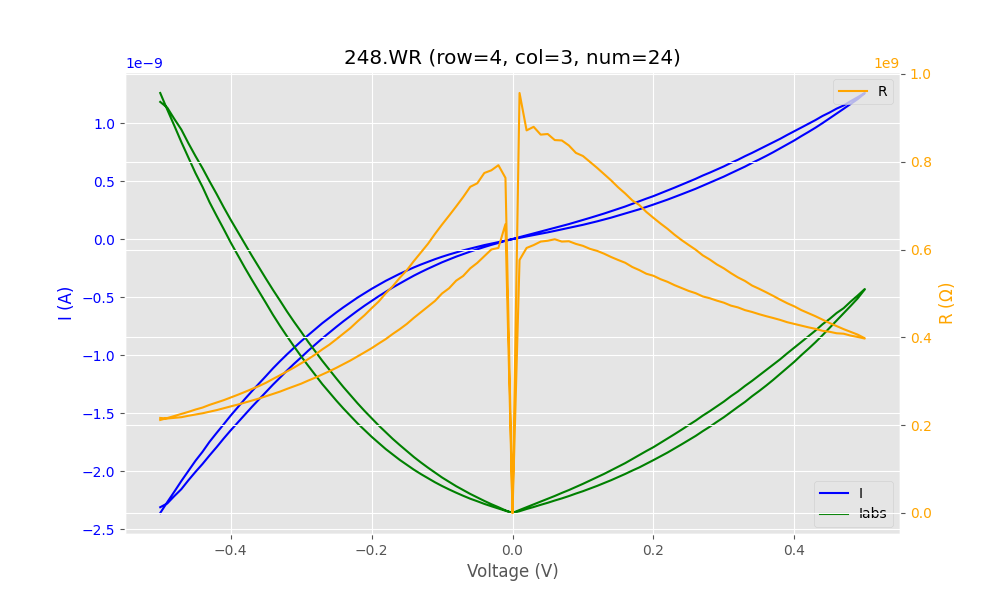 248.WR (row=4, col=3, num=24)
1e−9
1e9
1.0
0.5
0.0
−0.5
−1.0
−1.5
−2.0
−2.5
I (A)
1.0
0.8
0.6
0.4
0.2
0.0
R (Ω)
R
I
Iabs
−0.4
−0.2
0.0
0.2
0.4
Voltage (V)